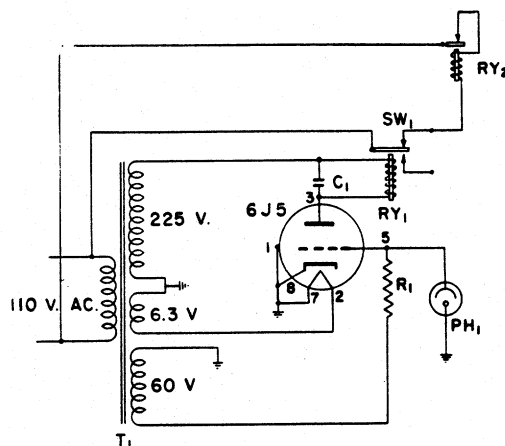 RY₂
SW₁
C₁
3
6J5
RY₁
225 V.
1
5
8
7
2
R₁
110 V. AC.
6.3 V
PH₁
60 V
T₁